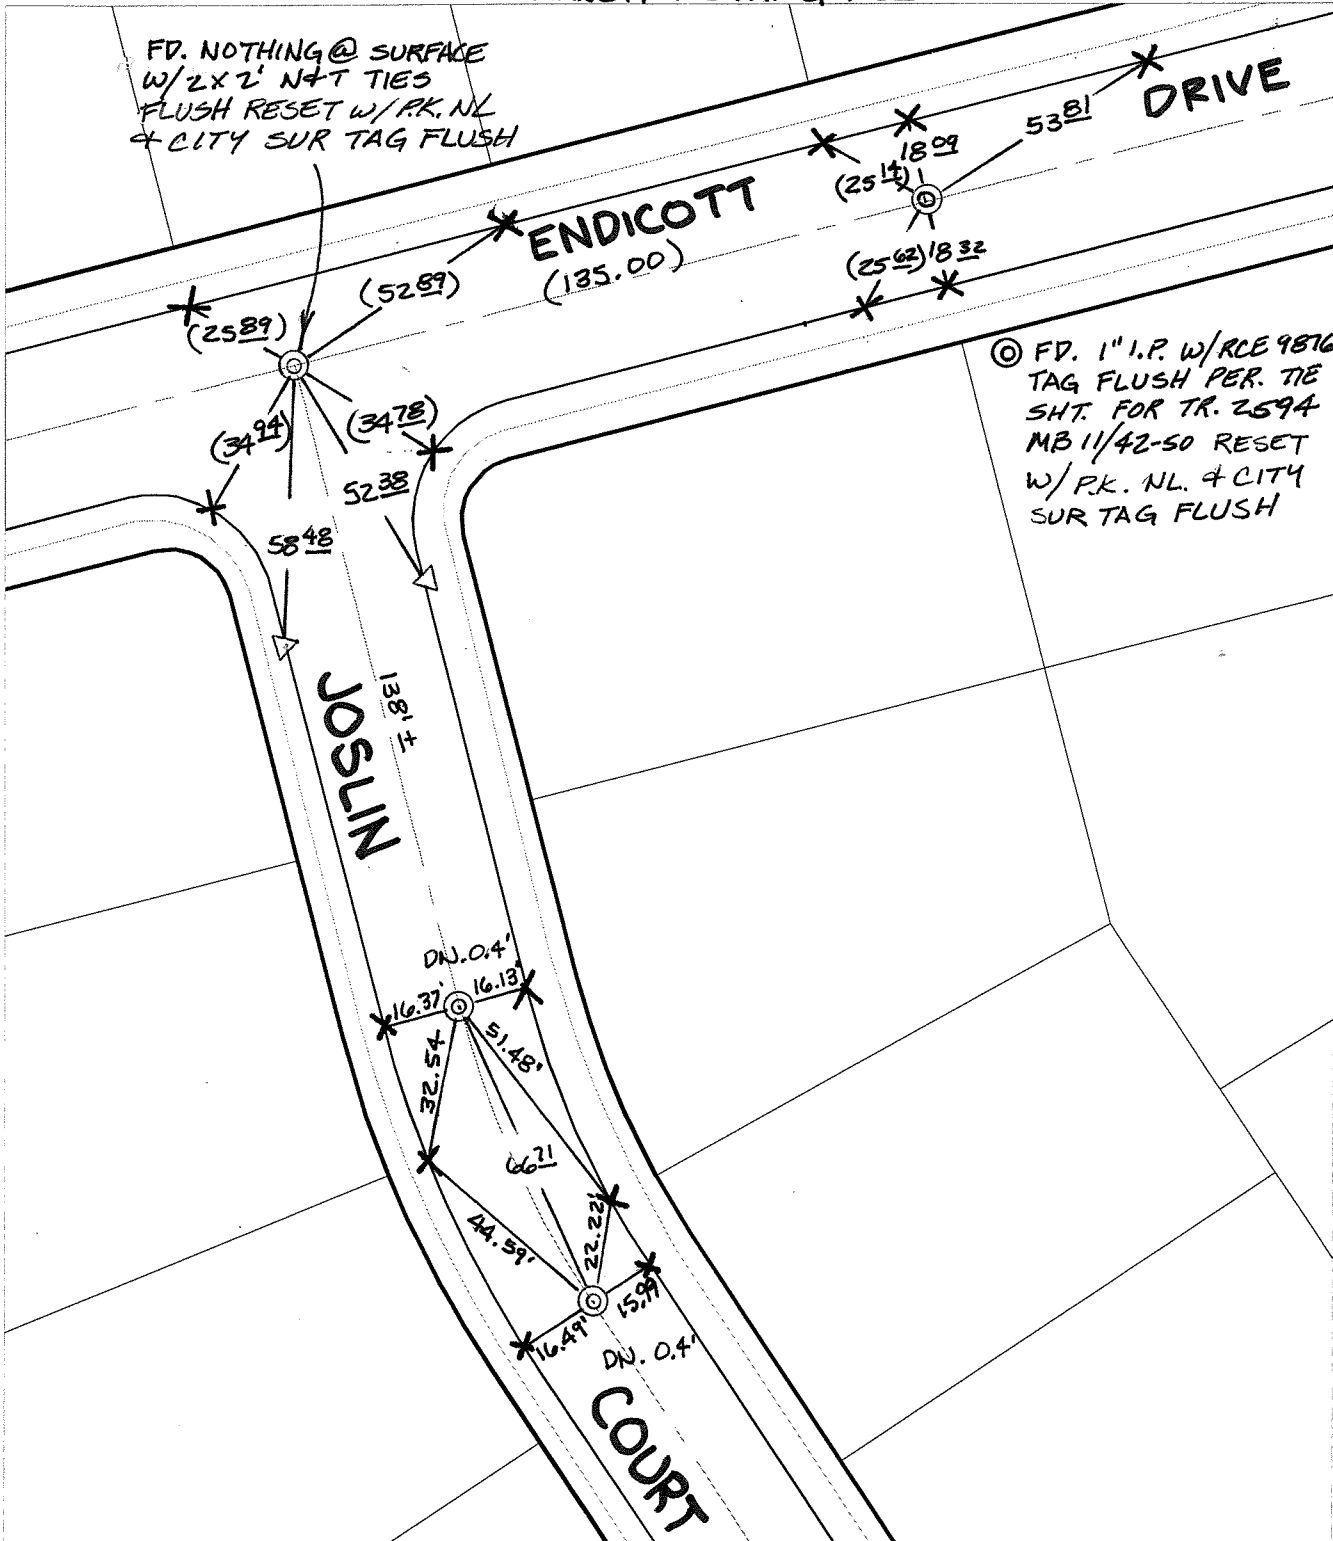 FD. NOTHING @ SURFACE
W/ 2 X 2' N&T TIES
FLUSH RESET W/ P.K. NL
& CITY SUR TAG FLUSH
DRIVE
53 81
18 09
(25 14)
ENDICOTT
(135.00)
(52 89)
(25 89)
(25 62)
18 32
FD. 1" I.P. W/RCE 9876
TAG FLUSH PER. TIE
SHT. FOR TR. 2594
MB 11/42-50 RESET
W/ P.K. NL. & CITY
SUR TAG FLUSH
(34 94)
(34 78)
52 38
58 48
JOSLIN
138' ±
DN. 0.4'
16.37'
16.13'
32.54
51.48'
66 71
44.59'
22.22'
15.99
16.49'
DN. 0.4'
COURT